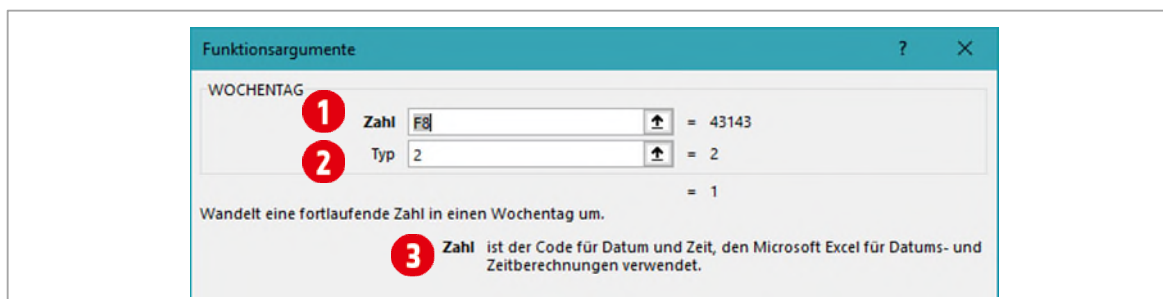 Funktionsargumente ? ×
WOCHENTAG
1 Zahl F8 = 43143
2 Typ 2 = 2
= 1
Wandelt eine fortlaufende Zahl in einen Wochentag um.
3 Zahl ist der Code für Datum und Zeit, den Microsoft Excel für Datums- und
Zeitberechnungen verwendet.